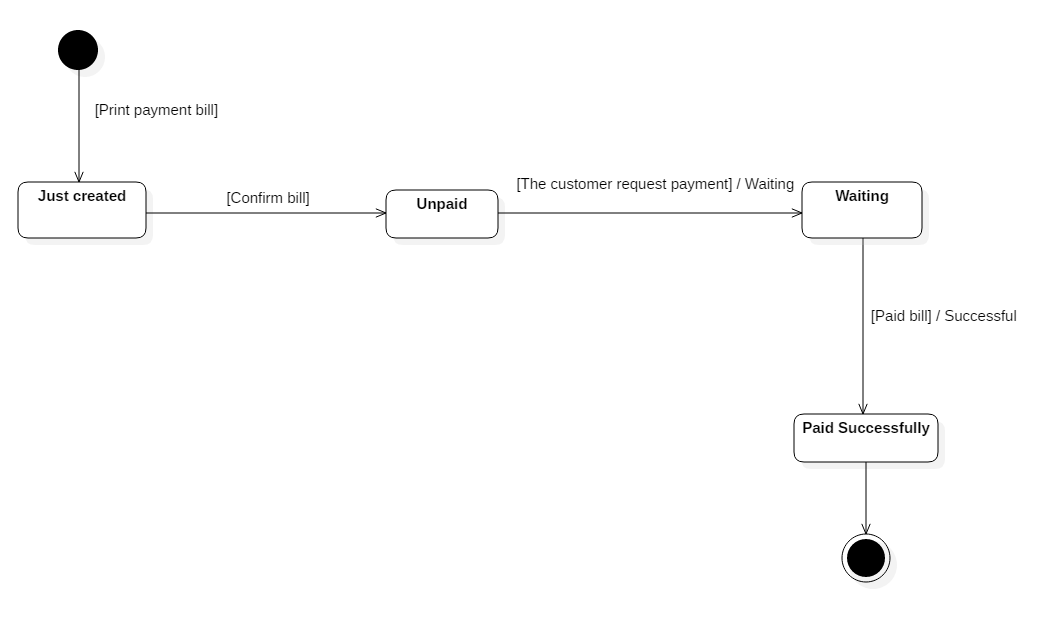 [Print payment bill]
Just created
[Confirm bill]
Unpaid
[The customer request payment] / Waiting
Waiting
[Paid bill] / Successful
Paid Successfully